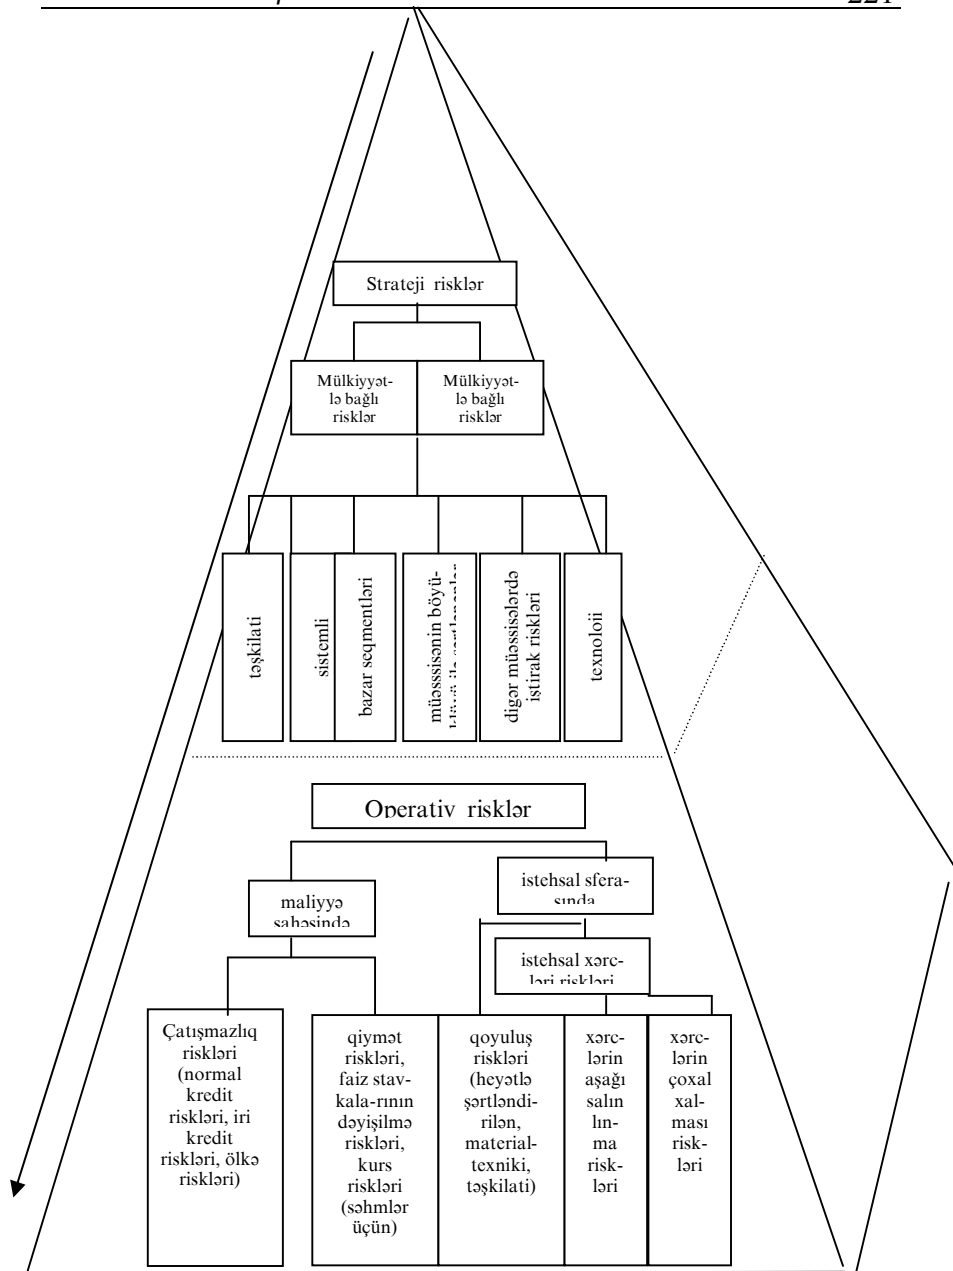 221
Strateji risklər
Mülkiyyət-
lə bağlı
risklər
Mülkiyyət-
lə bağlı
risklər
təşkilati
sistemli
bazar seqmentləri
müəsssisənin böyü-
digər müəssisələrdə
iştirak riskləri
texnoloji
Operativ risklər
maliyyə
sahəsində
istehsal sfera-
sında
istehsal xərc-
ləri riskləri
Çatışmazlıq
riskləri
(normal
kredit
riskləri, iri
kredit
riskləri, ölkə
riskləri)
qiymət
riskləri,
faiz stav-
kala-rının
dəyişilmə
riskləri,
kurs
riskləri
(səhmlər
üçün)
qoyuluş
riskləri
(heyətlə
şərtləndi-
rilən,
material-
texniki,
təşkilati)
xərc-
lərin
aşağı
salın
lın-
ma
risk-
ləri
xərc-
lərin
çoxal
xal-
ması
risk-
ləri